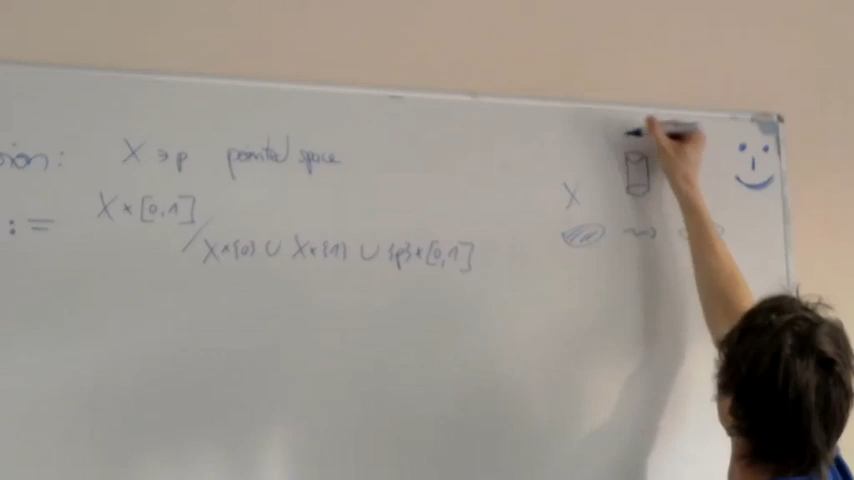 sion: X ∋ p pointed space
:= X × [0,1] / X×{0} ∪ X×{1} ∪ {p}×[0,1]
X